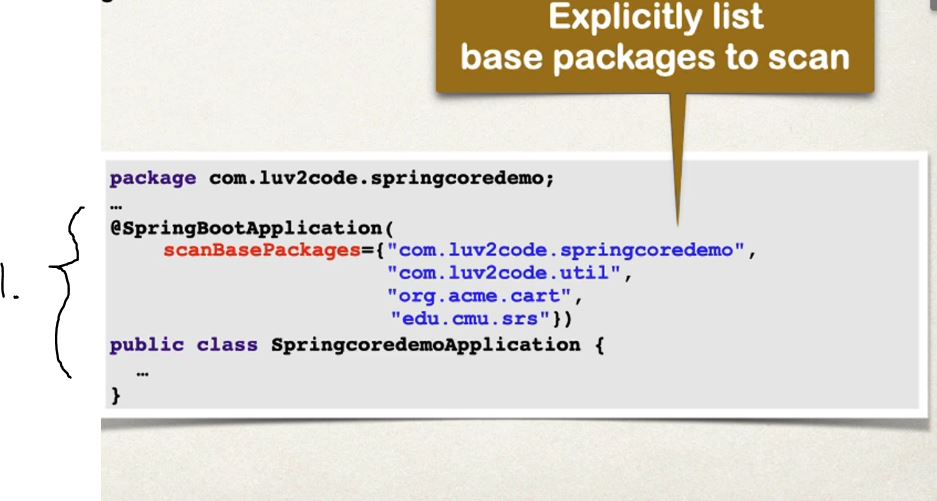 Explicitly list
base packages to scan
package com.luv2code.springcoredemo;
…
@SpringBootApplication(
scanBasePackages={"com.luv2code.springcoredemo",
"com.luv2code.util",
"org.acme.cart",
"edu.cmu.srs"})
1.
public class SpringcoredemoApplication {
…
}